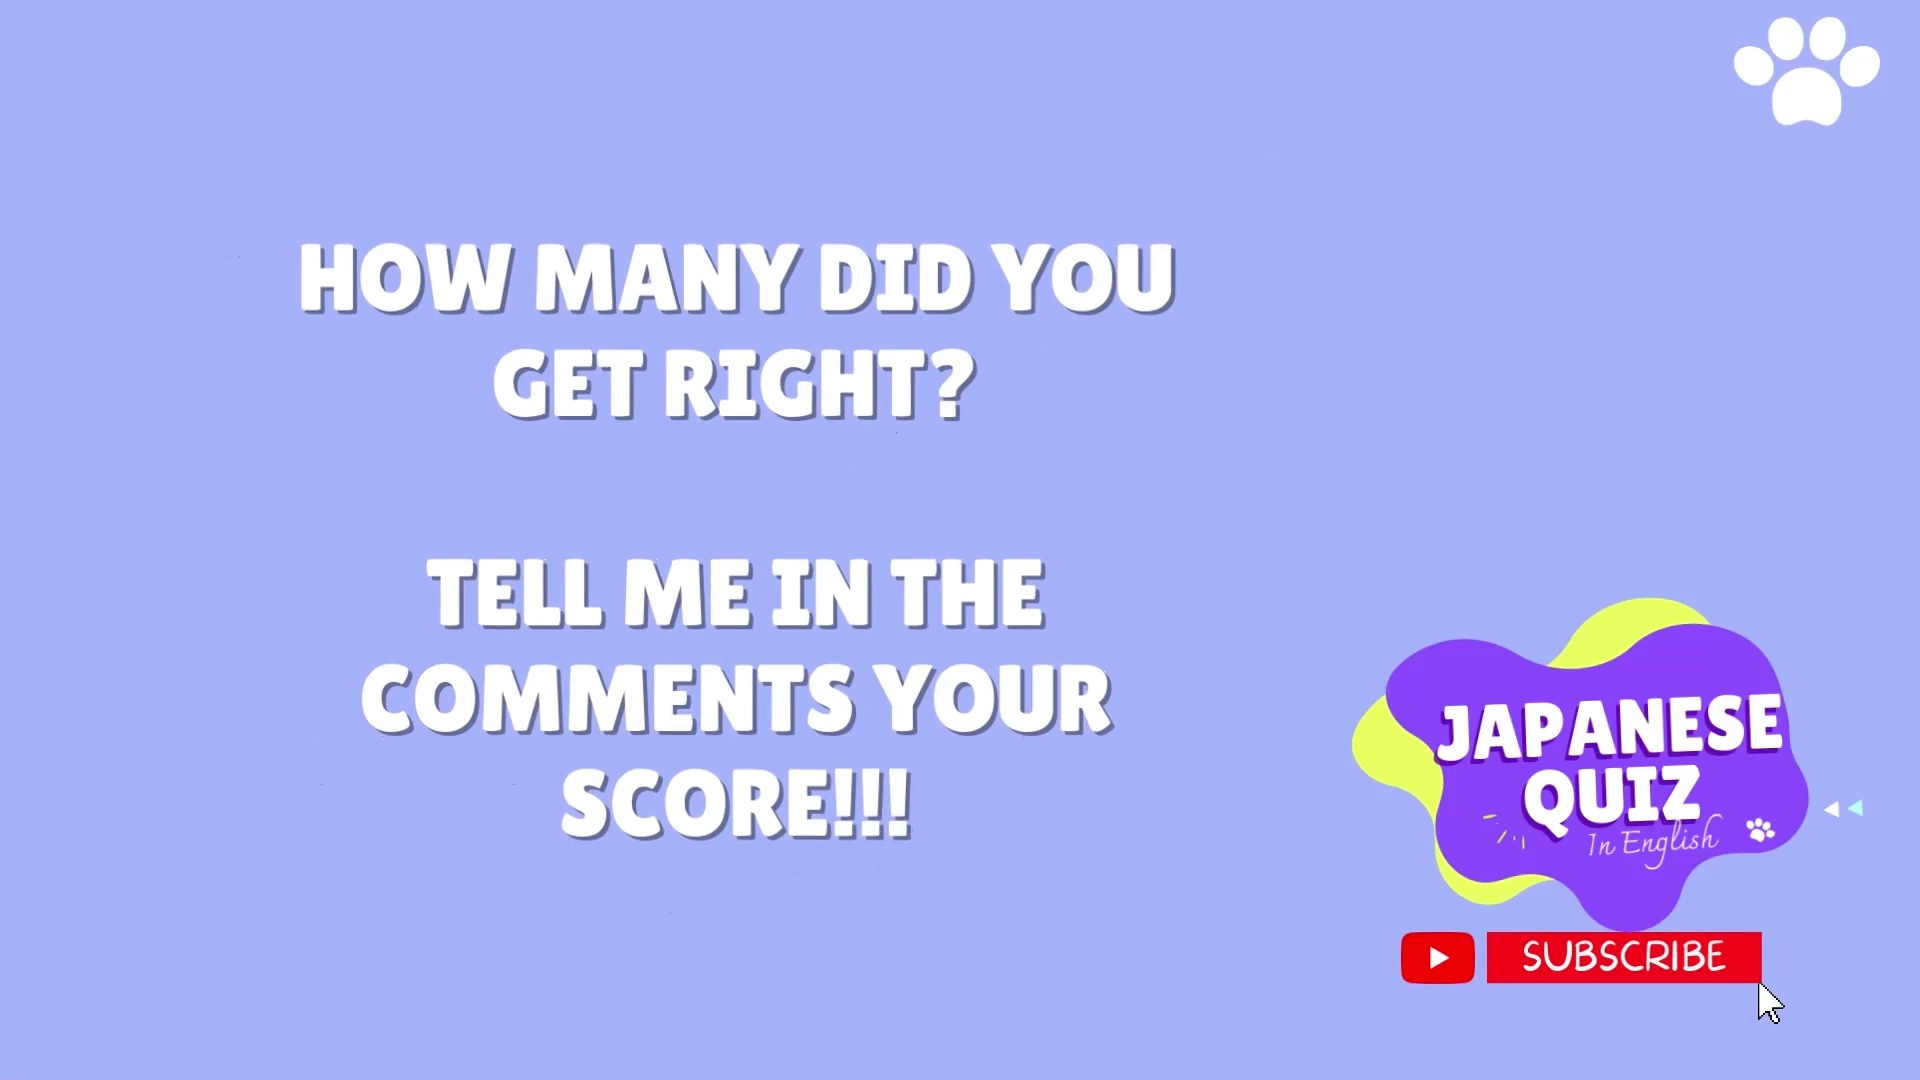 HOW MANY DID YOU
GET RIGHT?
TELL ME IN THE
COMMENTS YOUR
SCORE!!!
JAPANESE
QUIZ
In English
SUBSCRIBE